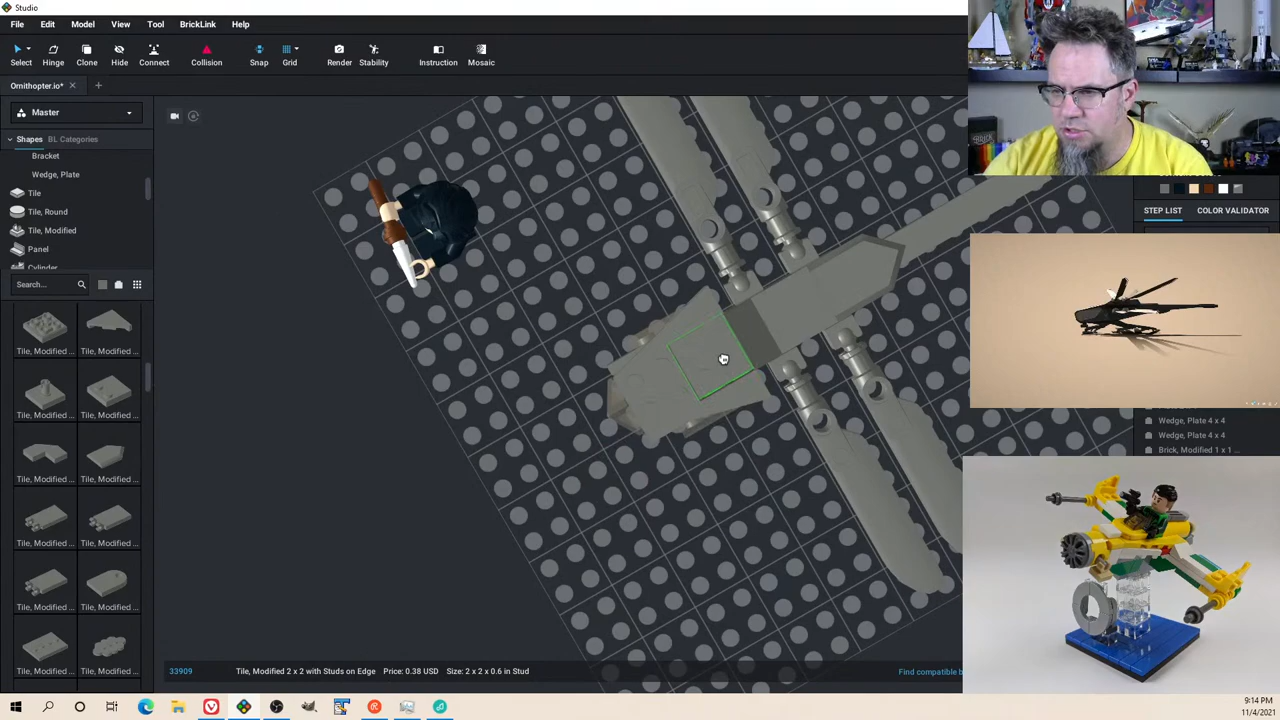 Studio
File Edit Model View Tool BrickLink Help
Select Hinge Clone Hide Connect Collision Snap Grid Render Stability Instruction Mosaic
Ornithopter.io* × +
Master
Shapes BL Categories
Bracket
Wedge, Plate
Tile
Tile, Round
Tile, Modified
Panel
Cylinder
Search...
Tile, Modified ... Tile, Modified ...
Tile, Modified ... Tile, Modified ...
Tile, Modified ... Tile, Modified ...
Tile, Modified ... Tile, Modified ...
Tile, Modified ... Tile, Modified ...
Tile, Modified ... Tile, Modified ...
STEP LIST COLOR VALIDATOR
Wedge, Plate 4 x 4
Wedge, Plate 4 x 4
Brick, Modified 1 x 1 ...
33909 Tile, Modified 2 x 2 with Studs on Edge Price: 0.38 USD Size: 2 x 2 x 0.6 in Stud
Find compatible b
9:14 PM
11/4/2021